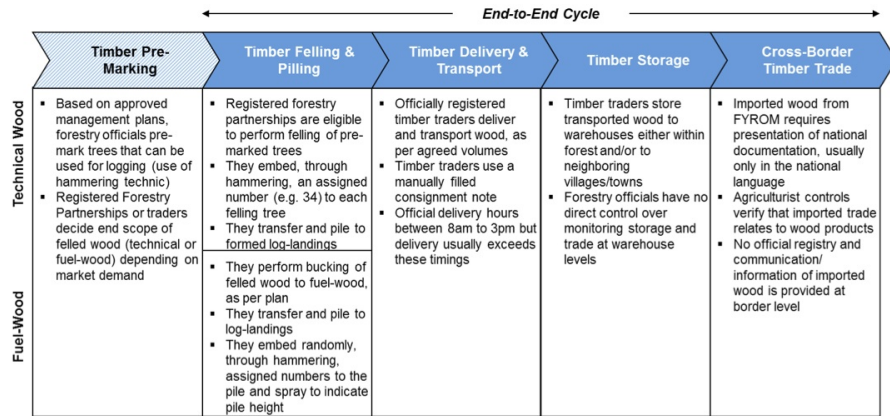 End-to-End Cycle
Timber Pre-
Marking
Timber Felling &
Pilling
Timber Delivery &
Transport
Timber Storage
Cross-Border
Timber Trade
Technical Wood
Fuel-Wood
▪ Based on approved
management plans,
forestry officials pre-
mark trees that can be
used for logging (use of
hammering technic)
▪ Registered Forestry
Partnerships or traders
decide end scope of
felled wood (technical or
fuel-wood) depending on
market demand
▪ Registered forestry
partnerships are eligible
to perform felling of pre-
marked trees
▪ They embed, through
hammering, an assigned
number (e.g. 34) to each
felling tree
▪ They transfer and pile to
formed log-landings
▪ They perform bucking of
felled wood to fuel-wood,
as per plan
▪ They transfer and pile to
log-landings
▪ They embed randomly,
through hammering,
assigned numbers to the
pile and spray to indicate
pile height
▪ Officially registered
timber traders deliver
and transport wood, as
per agreed volumes
▪ Timber traders use a
manually filled
consignment note
▪ Official delivery hours
between 8am to 3pm but
delivery usually exceeds
these timings
▪ Timber traders store
transported wood to
warehouses either within
forest and/or to
neighboring
villages/towns
▪ Forestry officials have no
direct control over
monitoring storage and
trade at warehouse
levels
▪ Imported wood from
FYROM requires
presentation of national
documentation, usually
only in the national
language
▪ Agriculturist controls
verify that imported trade
relates to wood products
▪ No official registry and
communication/
information of imported
wood is provided at
border level